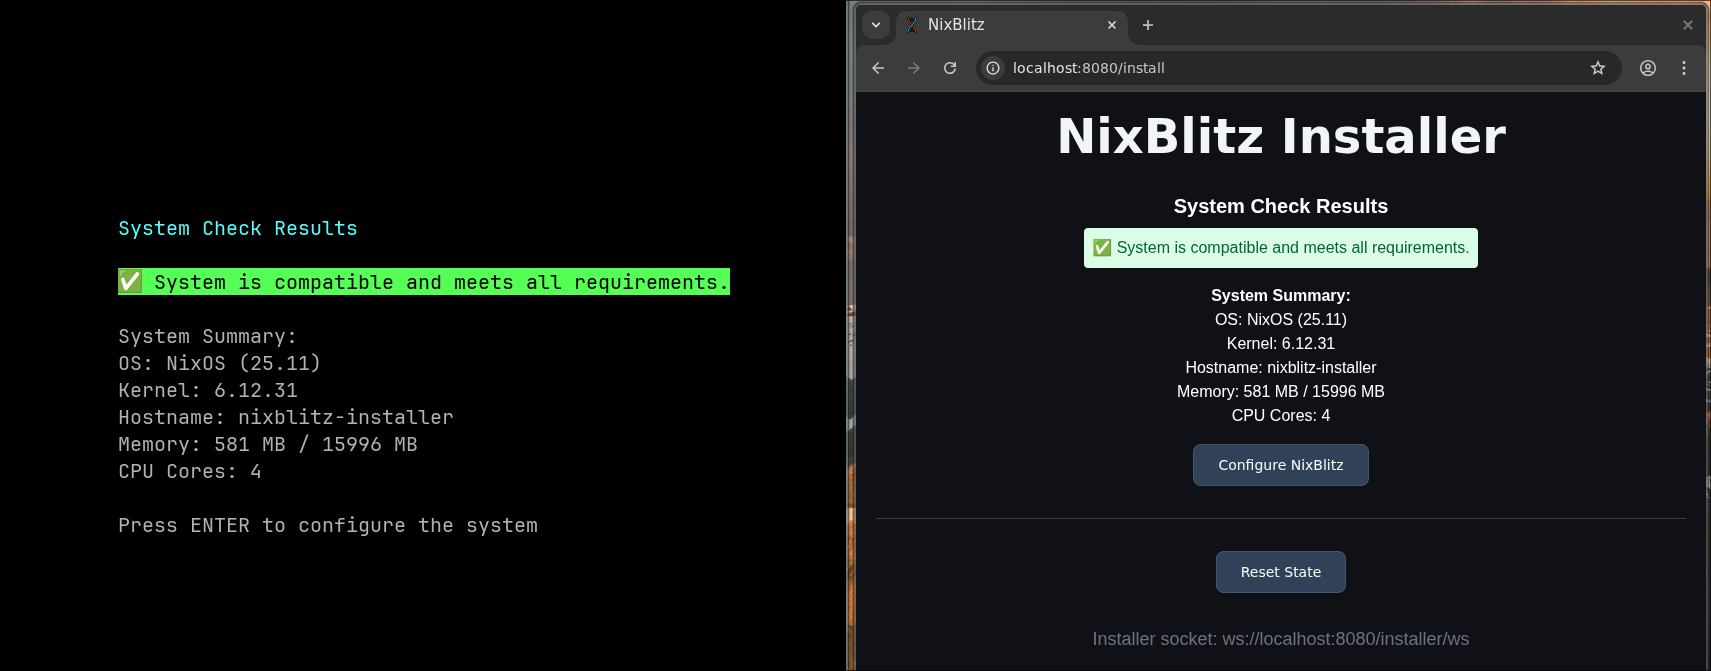 System Check Results
✅ System is compatible and meets all requirements.
System Summary:
OS: NixOS (25.11)
Kernel: 6.12.31
Hostname: nixblitz-installer
Memory: 581 MB / 15996 MB
CPU Cores: 4
Press ENTER to configure the system
NixBlitz
localhost:8080/install
NixBlitz Installer
System Check Results
✅ System is compatible and meets all requirements.
System Summary:
OS: NixOS (25.11)
Kernel: 6.12.31
Hostname: nixblitz-installer
Memory: 581 MB / 15996 MB
CPU Cores: 4
Configure NixBlitz
Reset State
Installer socket: ws://localhost:8080/installer/ws